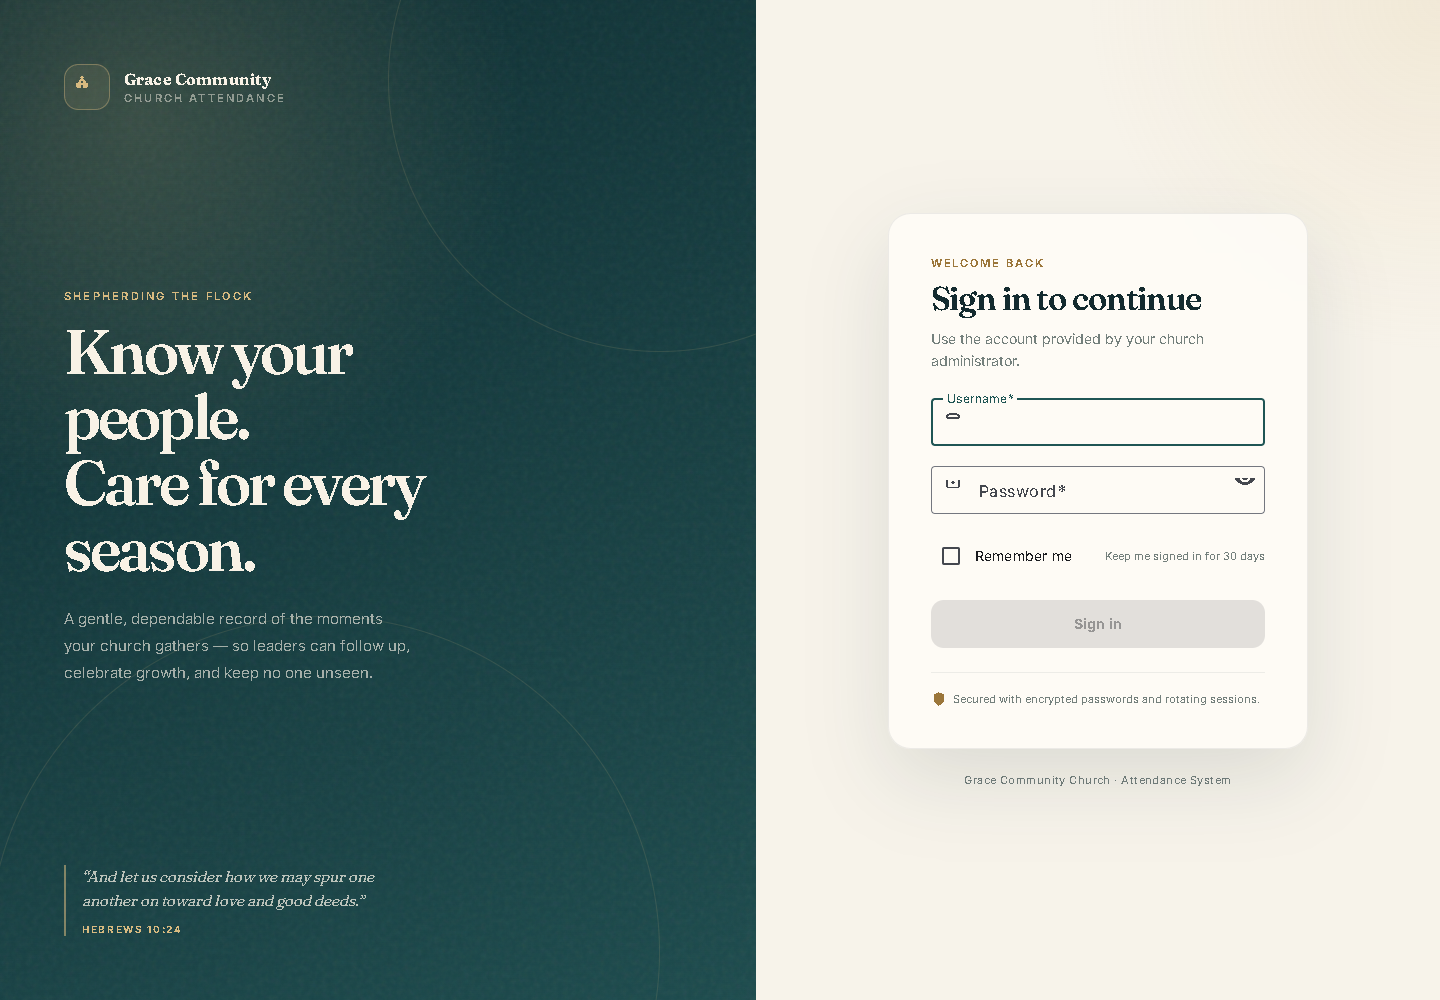 Grace Community
CHURCH ATTENDANCE
SHEPHERDING THE FLOCK
Know your
people.
Care for every
season.
A gentle, dependable record of the moments
your church gathers — so leaders can follow up,
celebrate growth, and keep no one unseen.
“And let us consider how we may spur one
another on toward love and good deeds.”
HEBREWS 10:24
WELCOME BACK
Sign in to continue
Use the account provided by your church
administrator.
Username*
Password*
Remember me
Keep me signed in for 30 days
Sign in
Secured with encrypted passwords and rotating sessions.
Grace Community Church · Attendance System